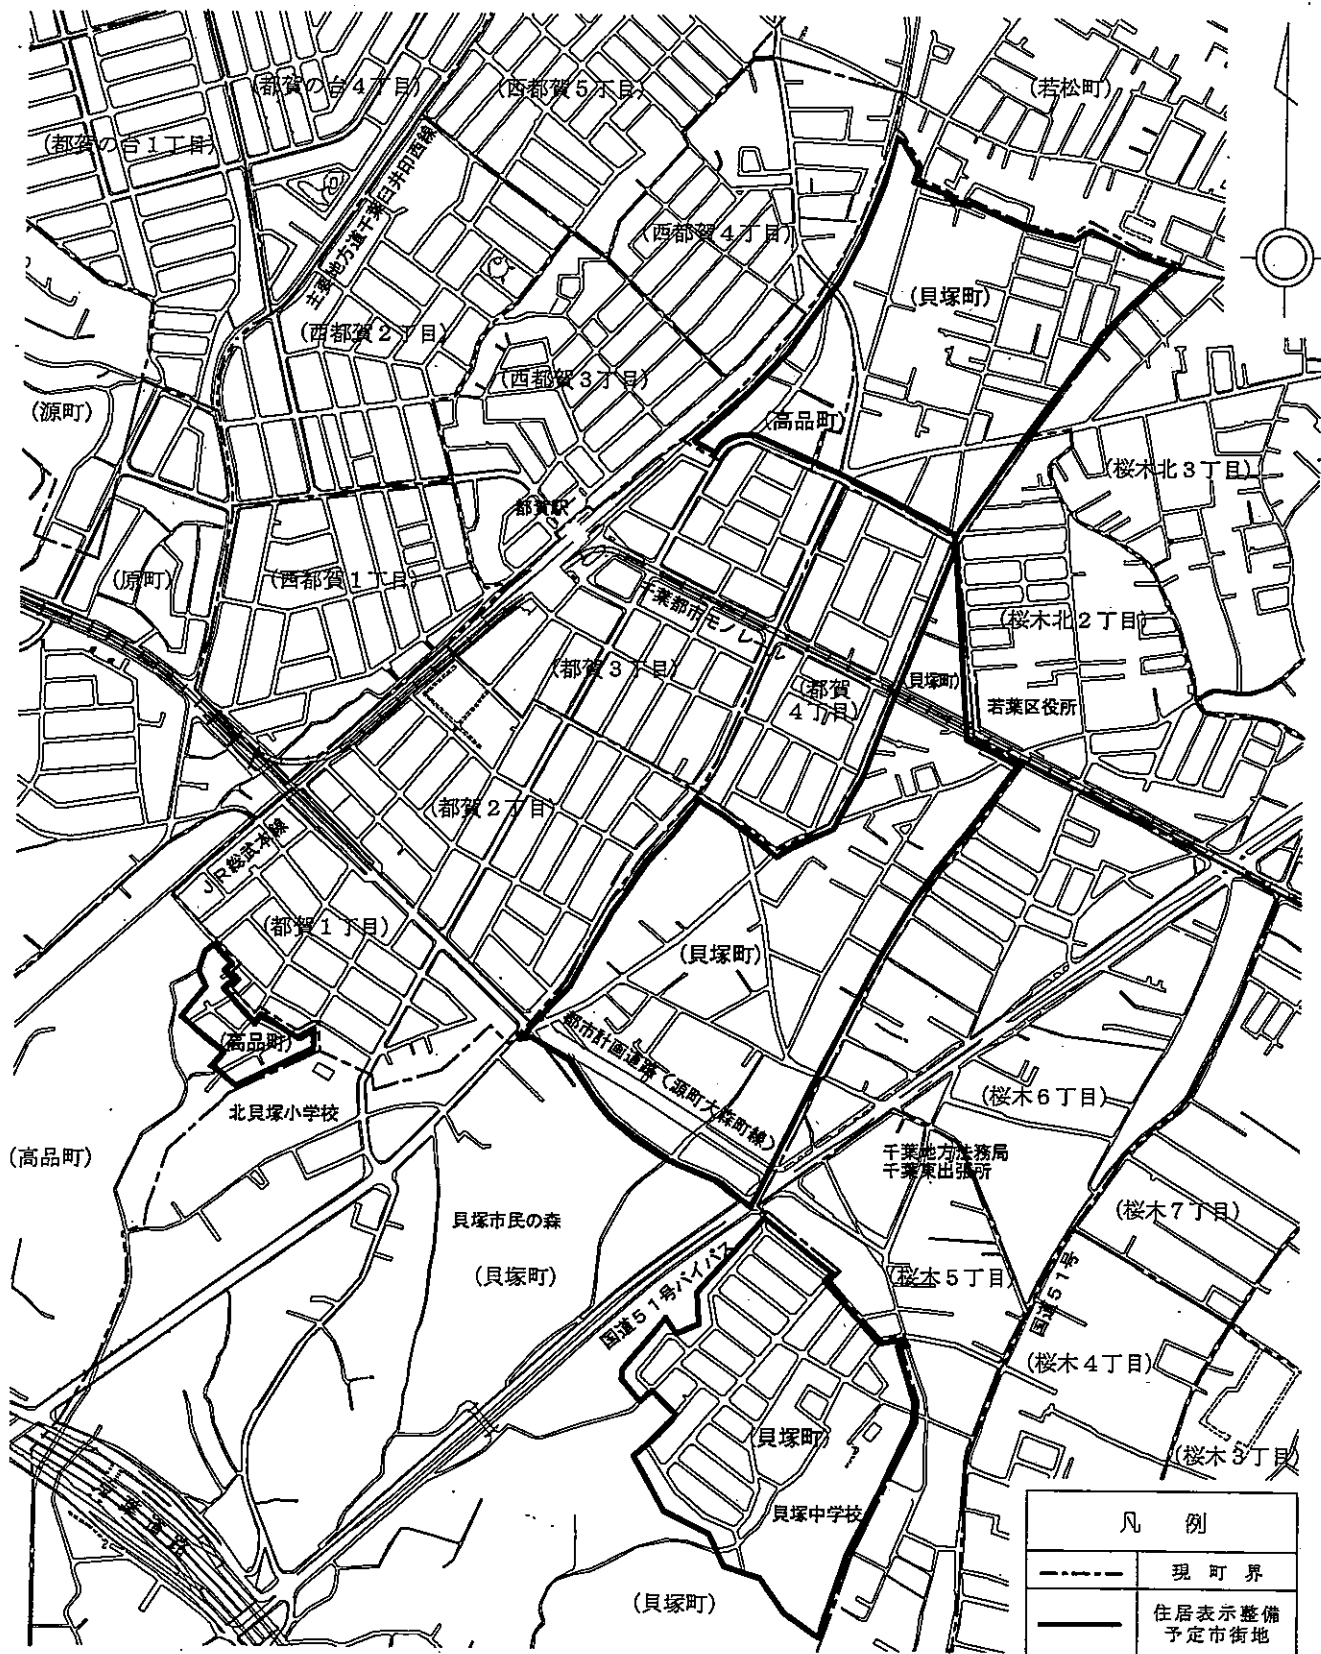 (都賀の台4丁目)
(西都賀5丁目)
(若松町)
(都賀の台1丁目)
主要地方道千葉臼井印西線
(西都賀4丁目)
(貝塚町)
(西都賀2丁目)
(西都賀3丁目)
(源町)
(高品町)
(桜木北3丁目)
都賀駅
(原町)
(西都賀1丁目)
千葉都市モノレール
(桜木北2丁目)
(都賀3丁目)
(都賀
4丁目)
(貝塚町)
若葉区役所
(都賀2丁目)
JR総武本線
(都賀1丁目)
(貝塚町)
(高品町)
都市計画道路(源町大森町線)
(桜木6丁目)
北貝塚小学校
(高品町)
千葉地方法務局
千葉東出張所
貝塚市民の森
(桜木7丁目)
(貝塚町)
(桜木5丁目)
国道51号バイパス
国道51号
(桜木4丁目)
(貝塚町)
(桜木3丁目)
貝塚中学校
京葉道路
(貝塚町)
凡 例
現町界
住居表示整備
予定市街地